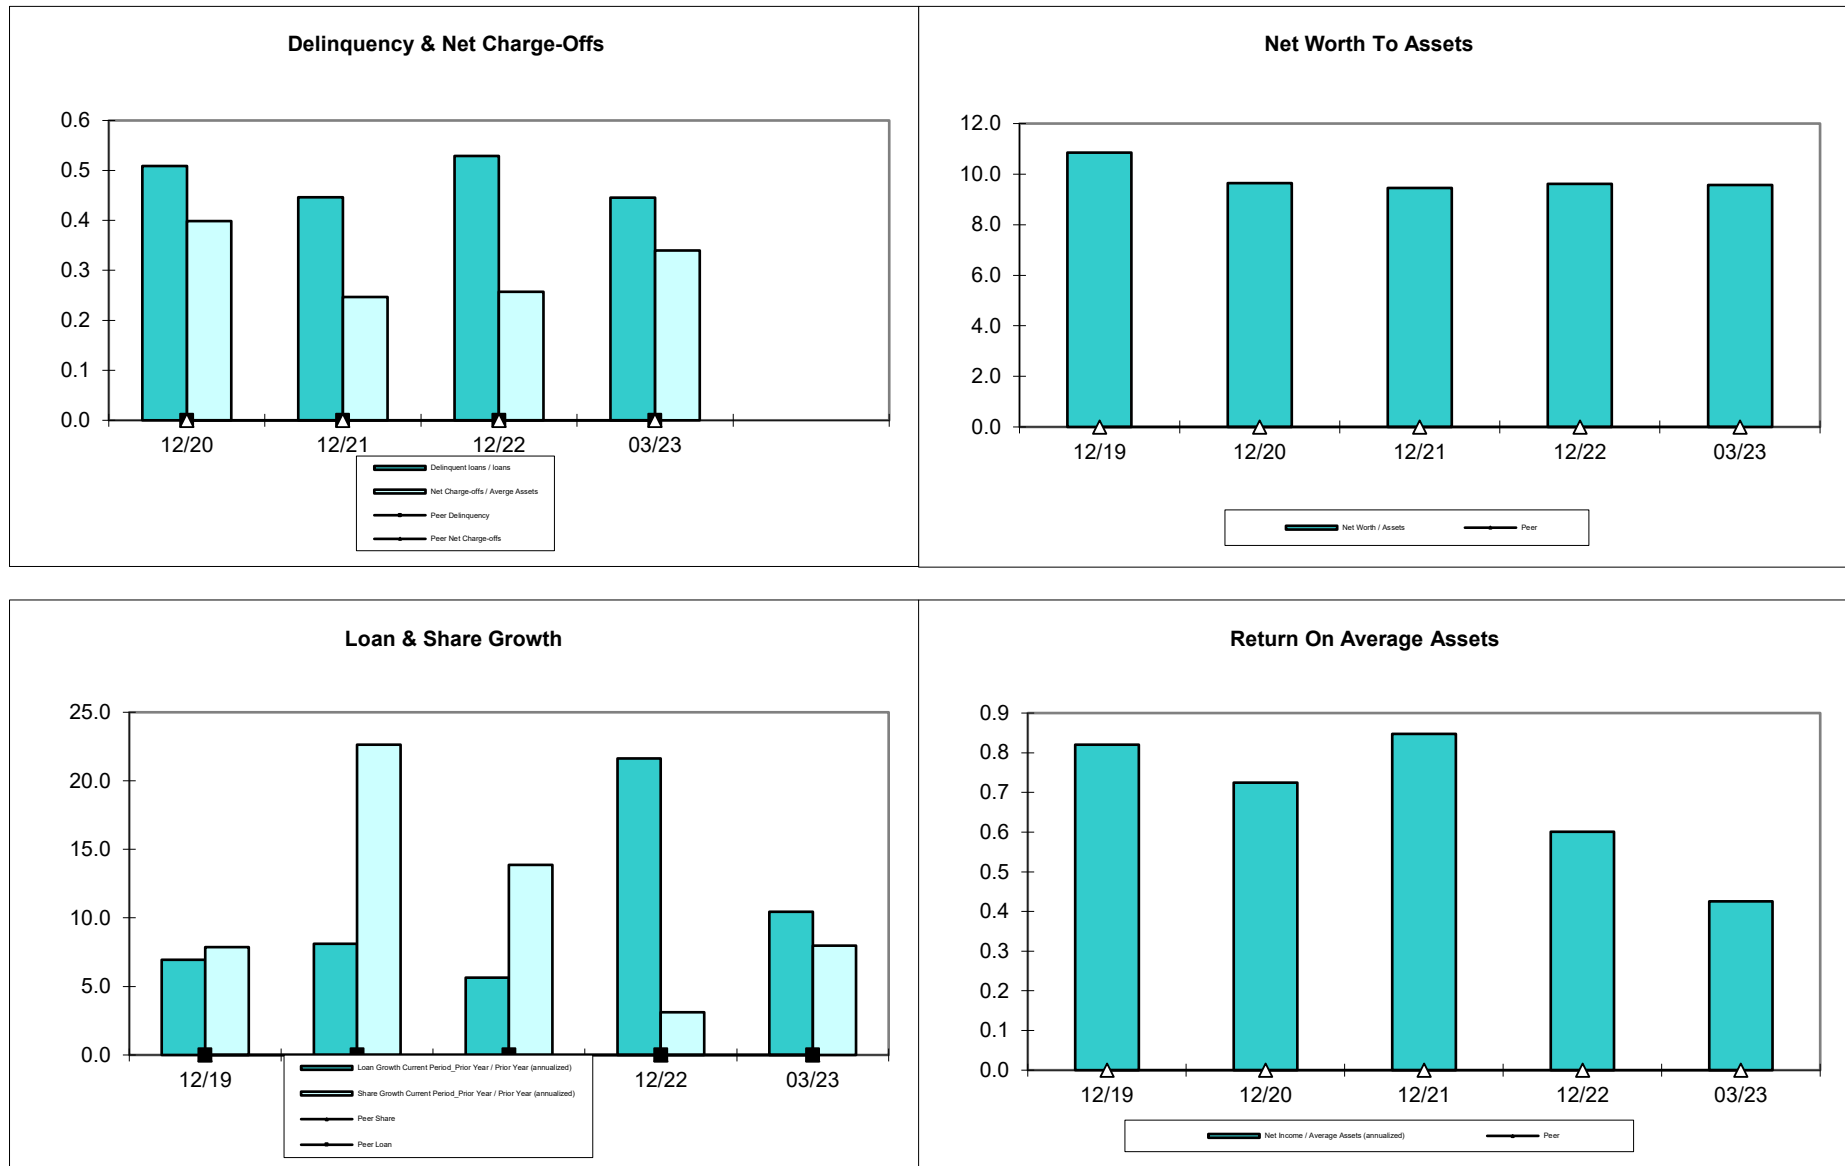 Delinquency & Net Charge-Offs
0.6
0.5
0.4
0.3
0.2
0.1
0.0
12/20 12/21 12/22 03/23
Delinquent loans / loans
Net Charge-offs / Averge Assets
Peer Delinquency
Peer Net Charge-offs
Net Worth To Assets
12.0
10.0
8.0
6.0
4.0
2.0
0.0
12/19 12/20 12/21 12/22 03/23
Net Worth / Assets Peer
Loan & Share Growth
25.0
20.0
15.0
10.0
5.0
0.0
12/19 12/22 03/23
Loan Growth Current Period_Prior Year / Prior Year (annualized)
Share Growth Current Period_Prior Year / Prior Year (annualized)
Peer Share
Peer Loan
Return On Average Assets
0.9
0.8
0.7
0.6
0.5
0.4
0.3
0.2
0.1
0.0
12/19 12/20 12/21 12/22 03/23
Net Income / Average Assets (annualized) Peer